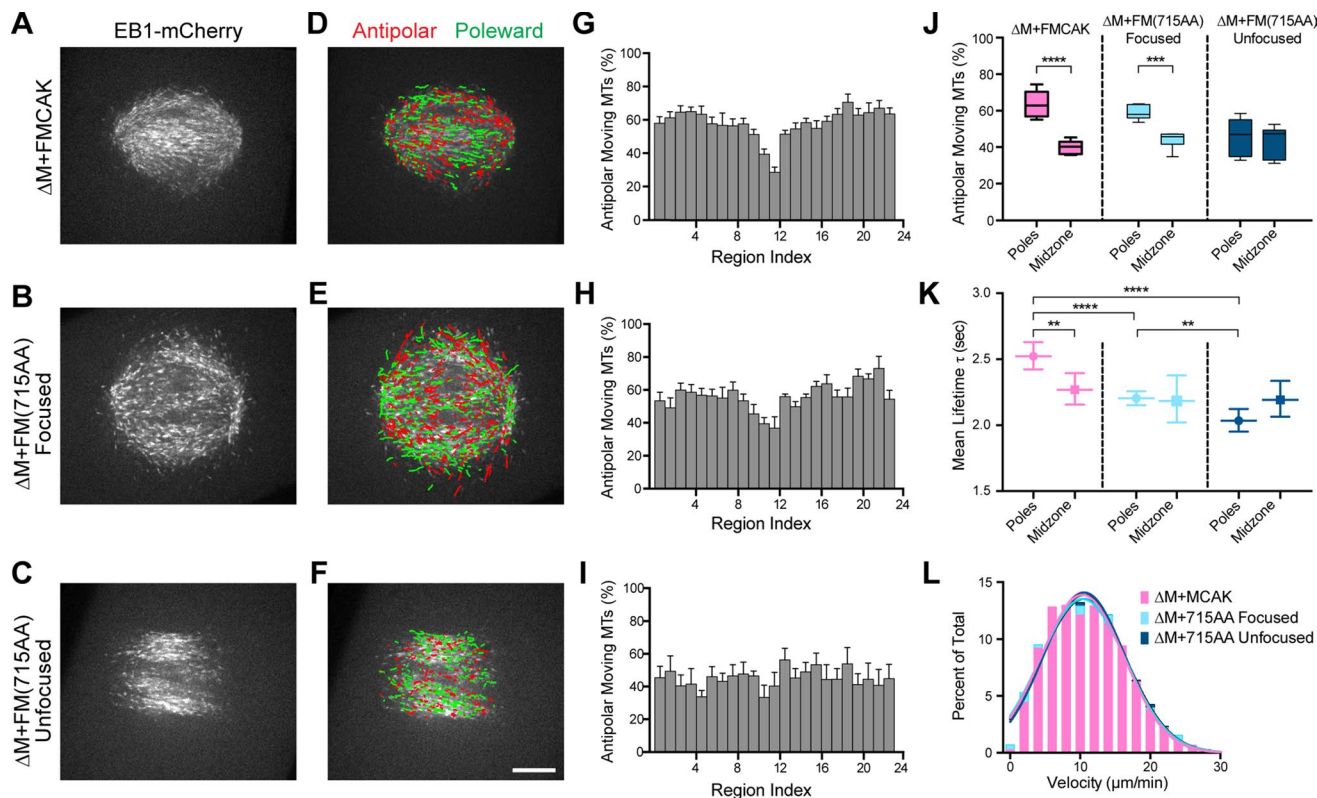 A
EB1-mCherry
ΔM+FMCAK
D
Antipolar Poleward
G
Antipolar Moving MTs (%)
100
80
60
40
20
0
4 8 12 16 20 24
Region Index
J
ΔM+FMCAK
ΔM+FM(715AA)
Focused
ΔM+FM(715AA)
Unfocused
Antipolar Moving MTs (%)
100
80
60
40
20
0
****
***
Poles Midzone Poles Midzone Poles Midzone
B
ΔM+FM(715AA)
Focused
E
H
Antipolar Moving MTs (%)
100
80
60
40
20
0
4 8 12 16 20 24
Region Index
K
Mean Lifetime τ (sec)
3.0
2.5
2.0
1.5
****
****
**
**
Poles Midzone Poles Midzone Poles Midzone
C
ΔM+FM(715AA)
Unfocused
F
I
Antipolar Moving MTs (%)
100
80
60
40
20
0
4 8 12 16 20 24
Region Index
L
Percent of Total
15
10
5
0
0 10 20 30
Velocity (μm/min)
ΔM+MCAK
ΔM+715AA Focused
ΔM+715AA Unfocused